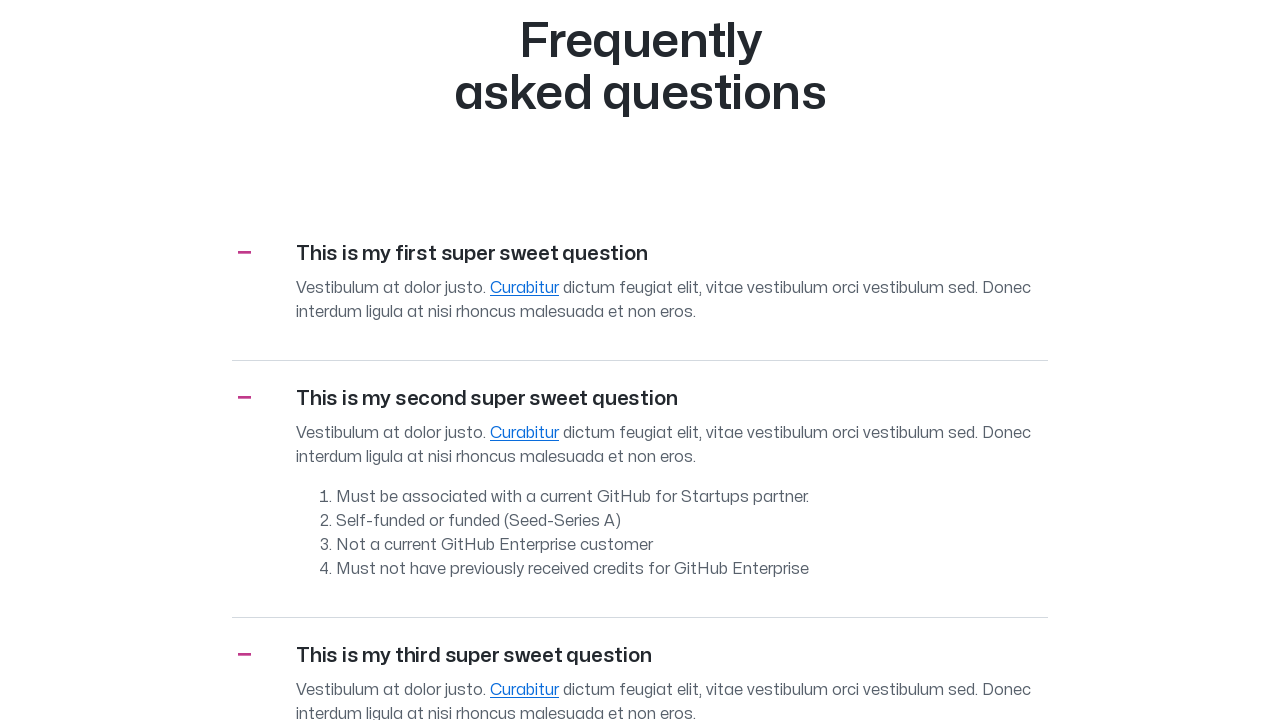 Frequently
asked questions
This is my first super sweet question
Vestibulum at dolor justo. Curabitur dictum feugiat elit, vitae vestibulum orci vestibulum sed. Donec
interdum ligula at nisi rhoncus malesuada et non eros.
This is my second super sweet question
Vestibulum at dolor justo. Curabitur dictum feugiat elit, vitae vestibulum orci vestibulum sed. Donec
interdum ligula at nisi rhoncus malesuada et non eros.
1. Must be associated with a current GitHub for Startups partner.
2. Self-funded or funded (Seed-Series A)
3. Not a current GitHub Enterprise customer
4. Must not have previously received credits for GitHub Enterprise
This is my third super sweet question
Vestibulum at dolor justo. Curabitur dictum feugiat elit, vitae vestibulum orci vestibulum sed. Donec
interdum ligula at nisi rhoncus malesuada et non eros.